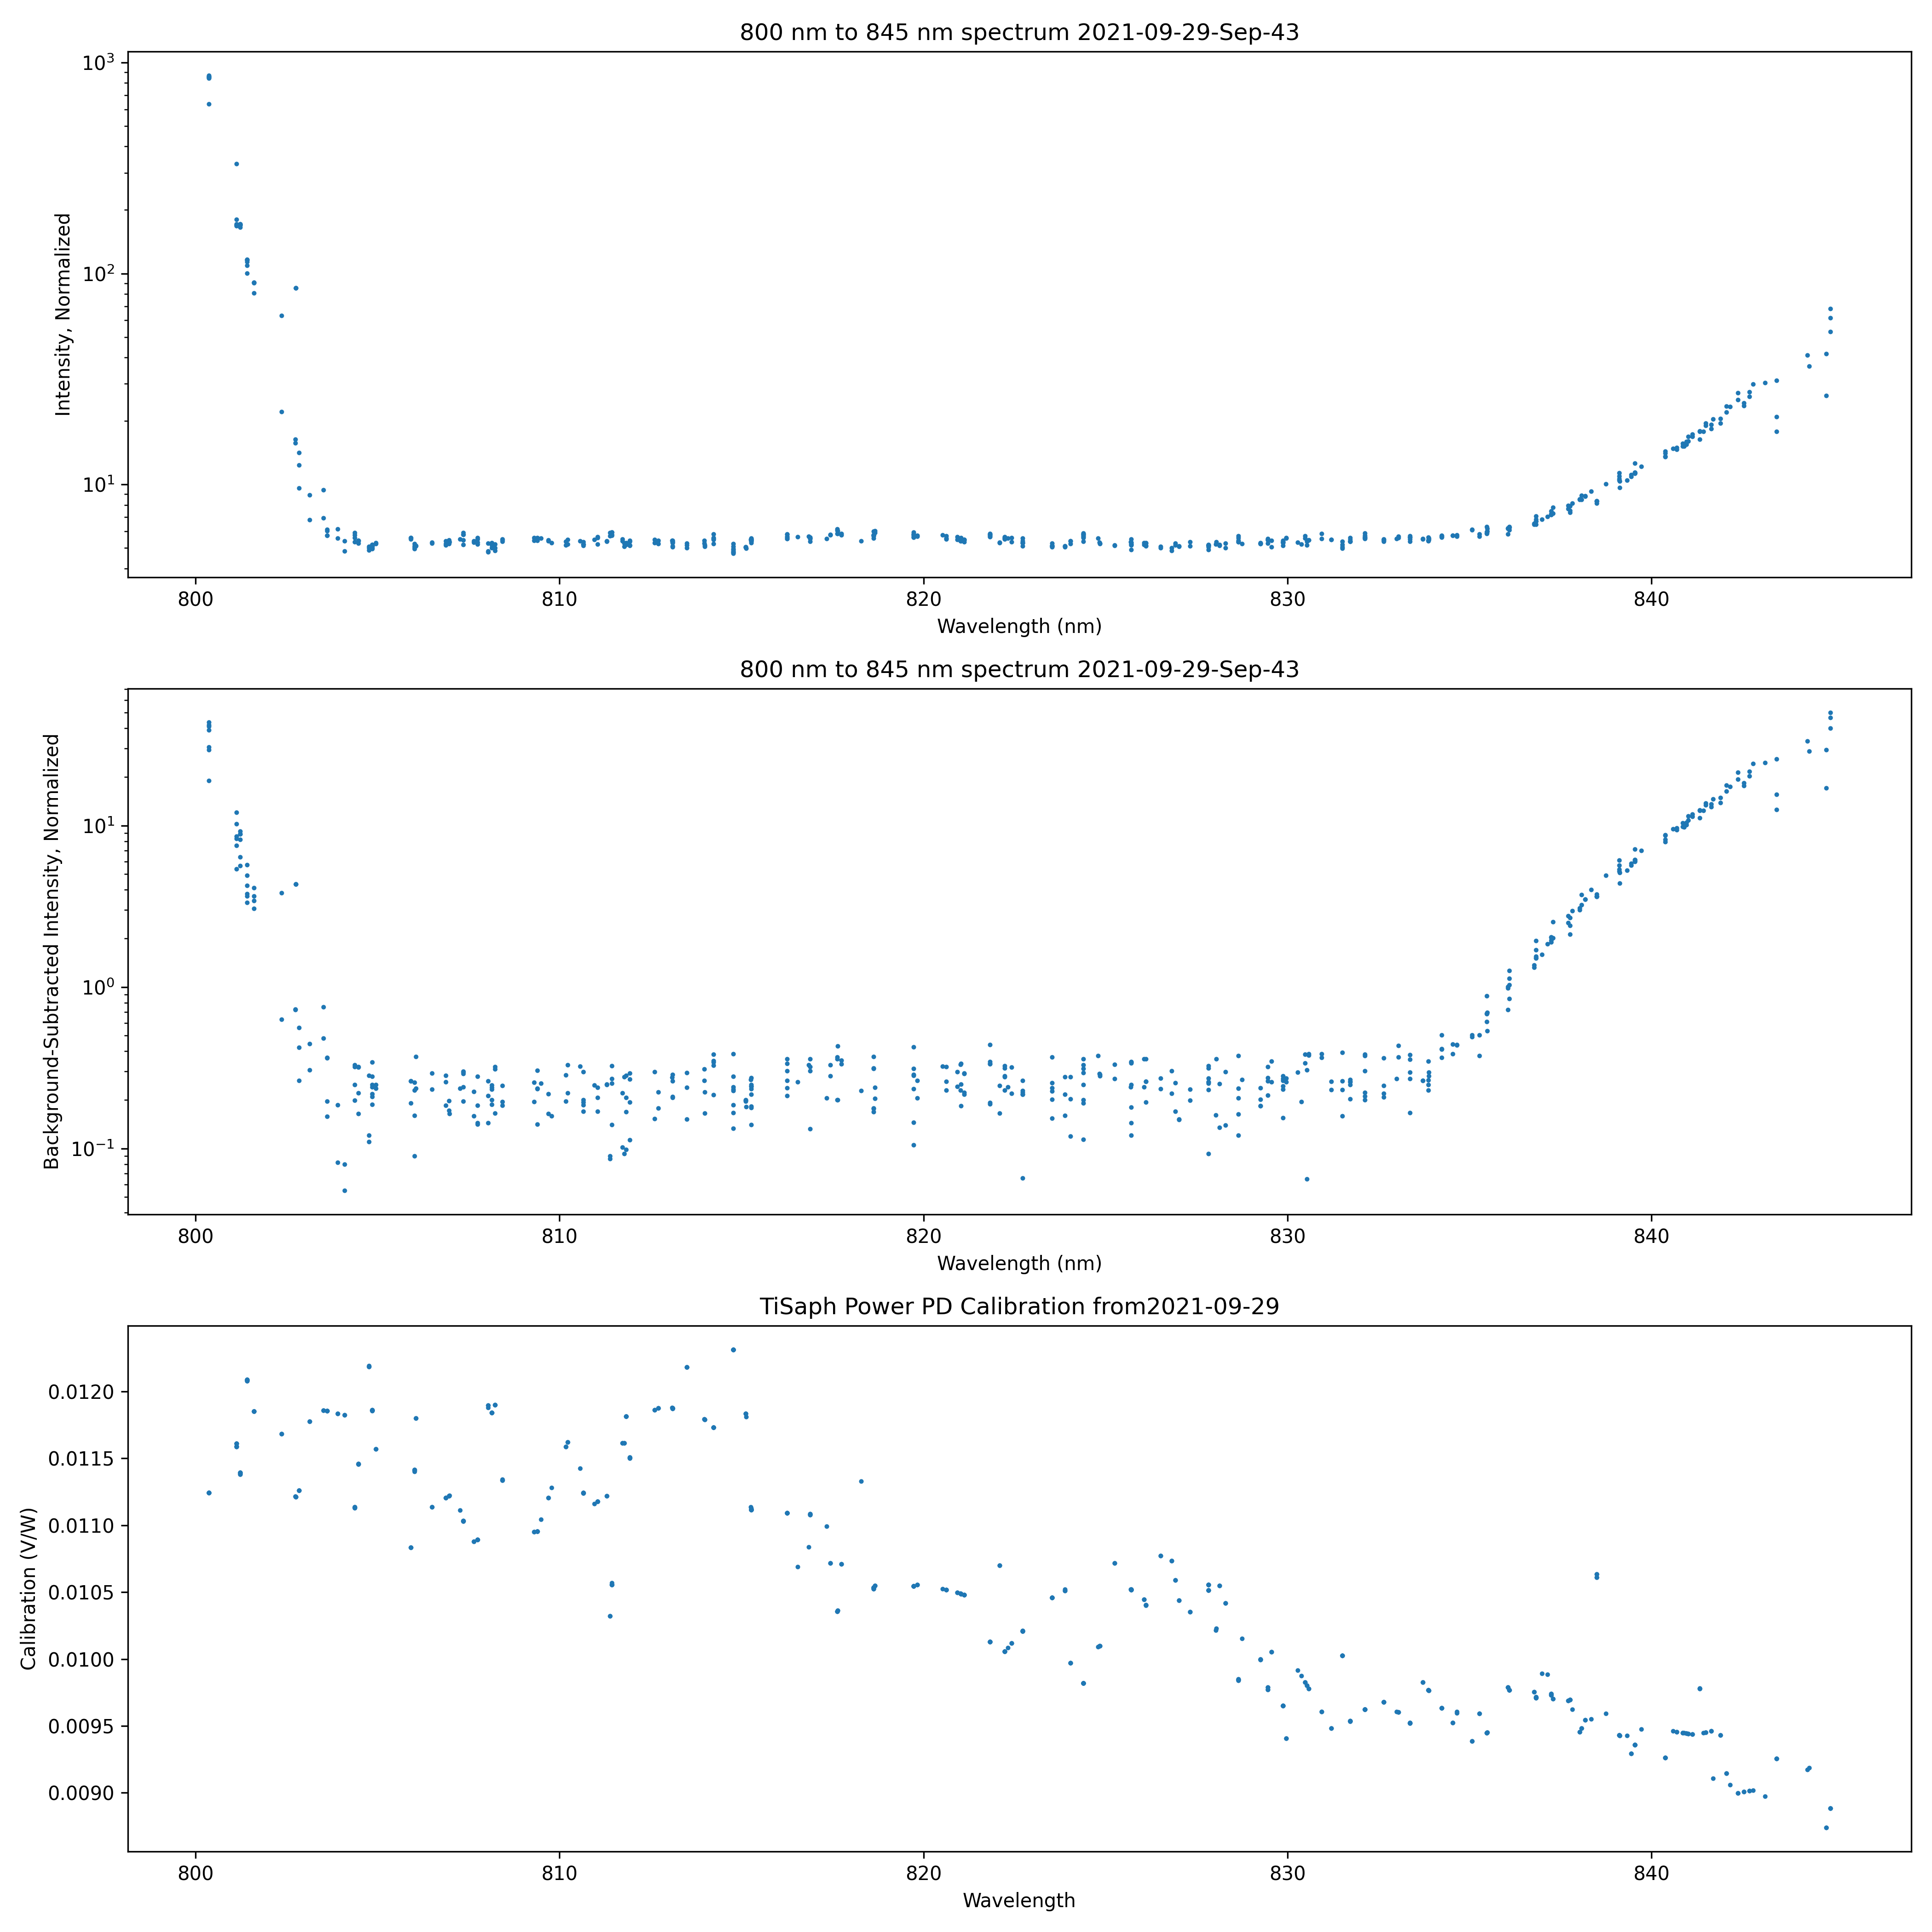 800 nm to 845 nm spectrum 2021-09-29-Sep-43
Intensity, Normalized
10³
10²
10¹
800 810 820 830 840
Wavelength (nm)
800 nm to 845 nm spectrum 2021-09-29-Sep-43
Background-Subtracted Intensity, Normalized
10¹
10⁰
10⁻¹
800 810 820 830 840
Wavelength (nm)
TiSaph Power PD Calibration from2021-09-29
Calibration (V/W)
0.0120
0.0115
0.0110
0.0105
0.0100
0.0095
0.0090
800 810 820 830 840
Wavelength